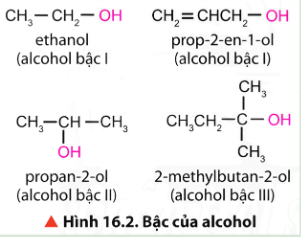 CH₃—CH₂—OH
ethanol
(alcohol bậc I
CH₂=CHCH₂—OH
prop-2-en-1-ol
(alcohol bậc I)
CH₃—CH—CH₃
OH
propan-2-ol
(alcohol bậc II)
CH₃
CH₃CH₂—C—OH
CH₃
2-methylbutan-2-ol
(alcohol bậc III)
▲ Hình 16.2. Bậc của alcohol